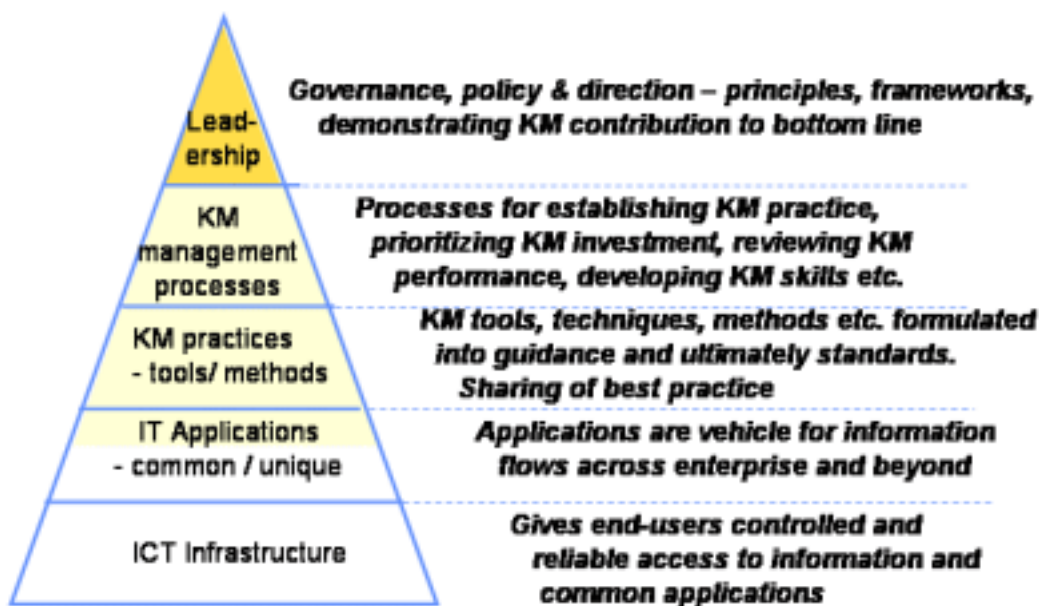 Lead-
ership
Governance, policy & direction – principles, frameworks,
demonstrating KM contribution to bottom line
KM
management
processes
Processes for establishing KM practice,
prioritizing KM investment, reviewing KM
performance, developing KM skills etc.
KM practices
- tools/ methods
KM tools, techniques, methods etc. formulated
into guidance and ultimately standards.
Sharing of best practice
IT Applications
- common / unique
Applications are vehicle for information
flows across enterprise and beyond
ICT Infrastructure
Gives end-users controlled and
reliable access to information and
common applications